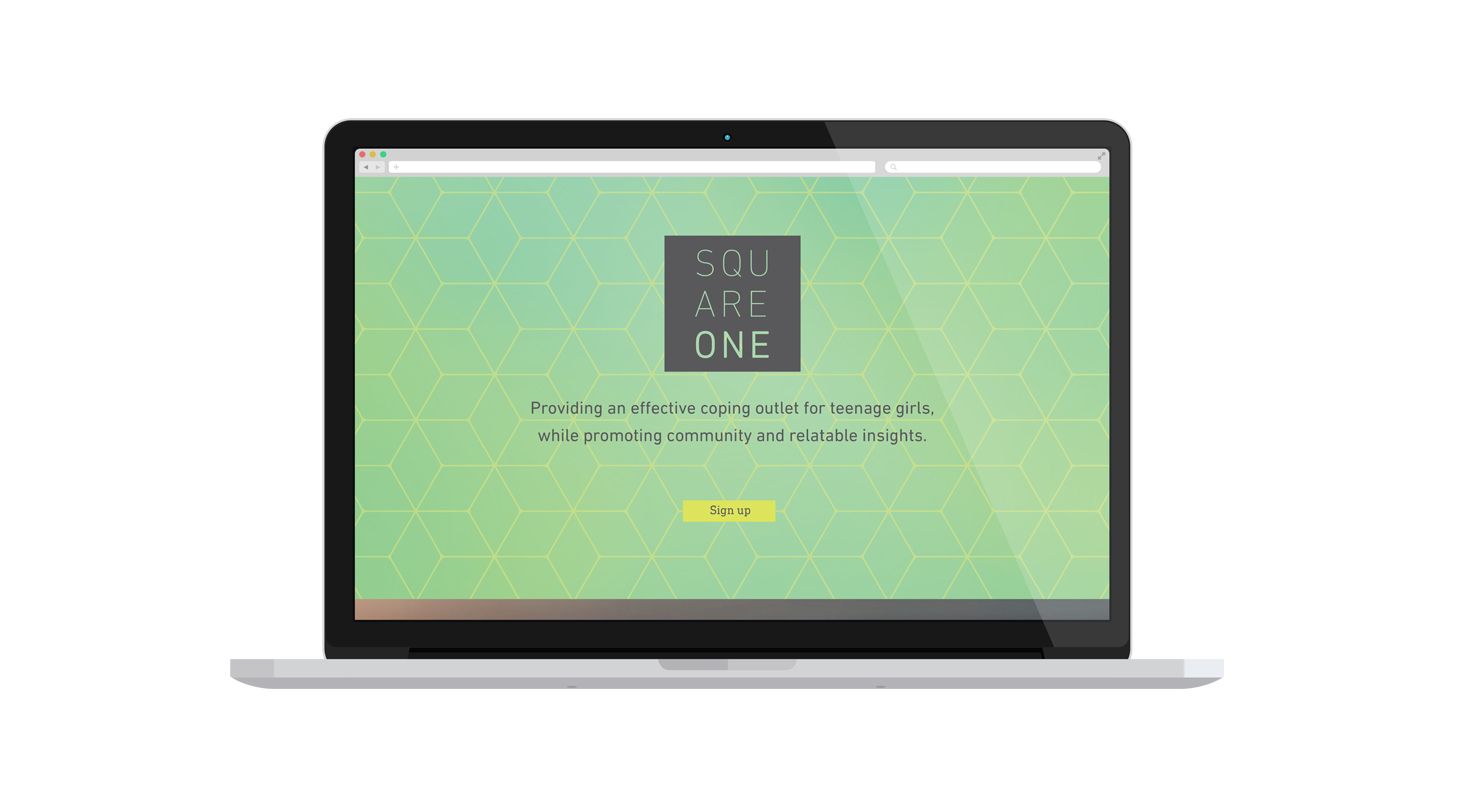 SQU
ARE
ONE
Providing an effective coping outlet for teenage girls,
while promoting community and relatable insights.
Sign up